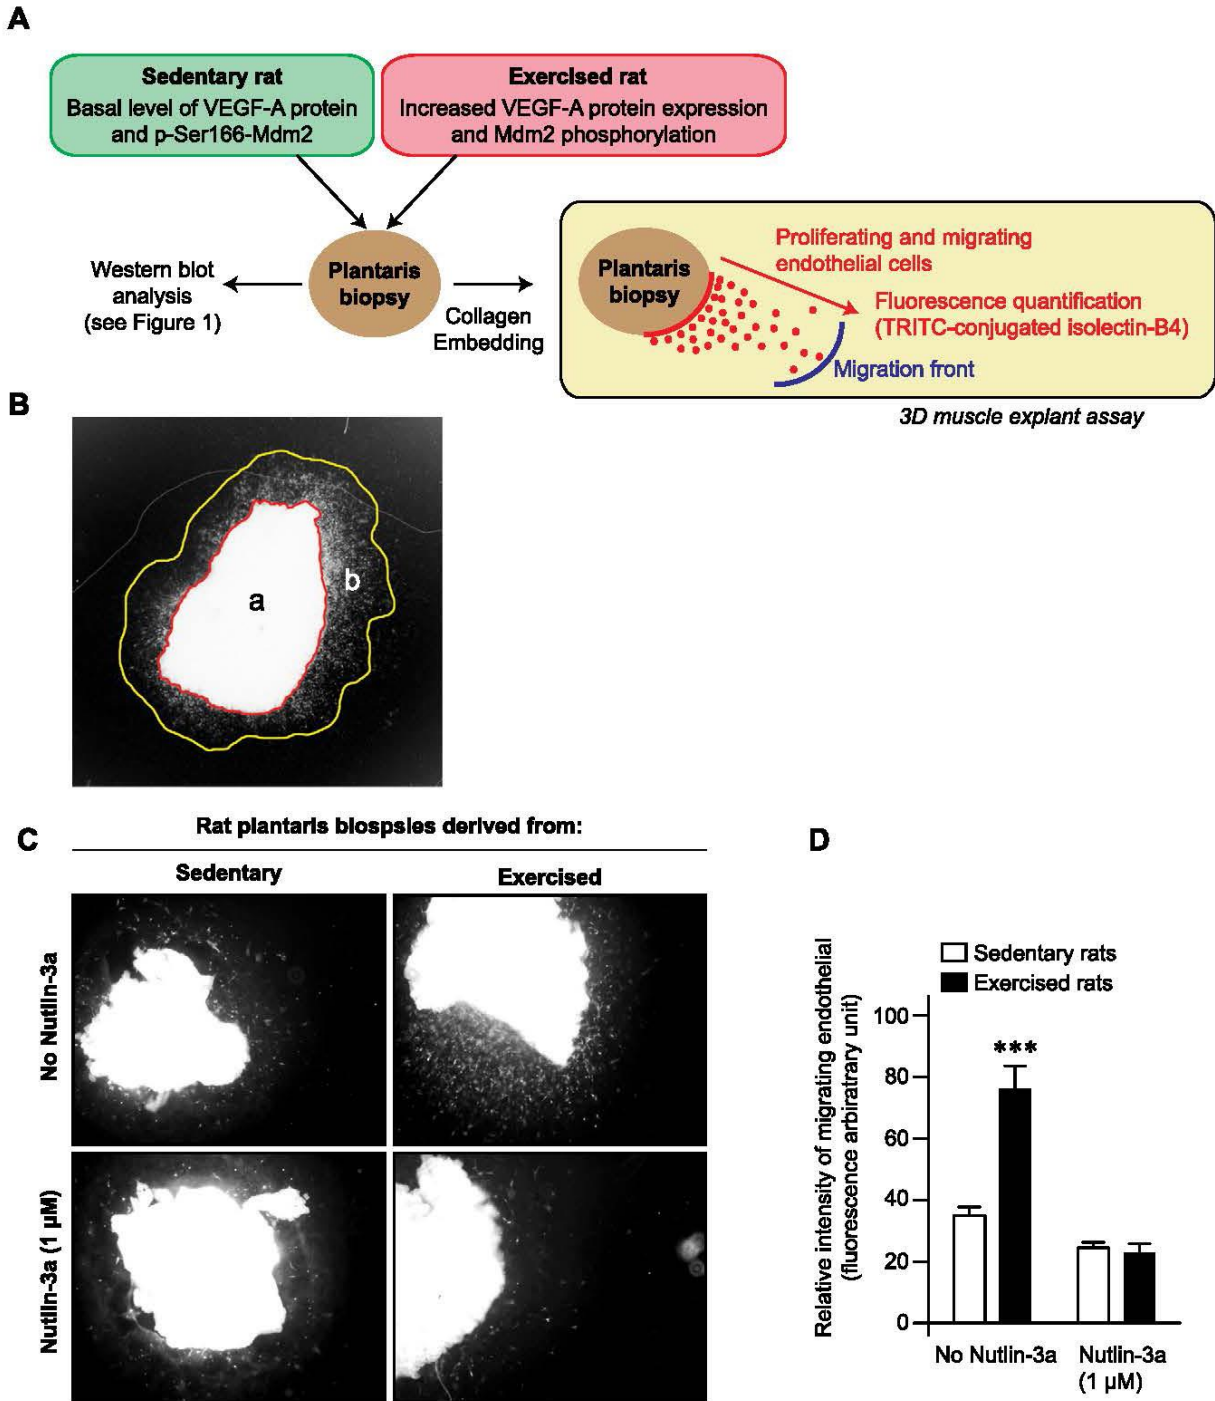 A
Sedentary rat
Basal level of VEGF-A protein
and p-Ser166-Mdm2
Exercised rat
Increased VEGF-A protein expression
and Mdm2 phosphorylation
Western blot
analysis
(see Figure 1)
Plantaris
biopsy
Collagen
Embedding
Plantaris
biopsy
Proliferating and migrating
endothelial cells
Fluorescence quantification
(TRITC-conjugated isolectin-B4)
Migration front
3D muscle explant assay
B
a
b
C
Rat plantaris biospsies derived from:
Sedentary
Exercised
No Nutlin-3a
Nutlin-3a (1 µM)
D
Sedentary rats
Exercised rats
Relative intensity of migrating endothelial
(fluorescence arbiratrary unit)
100
80
60
40
20
0
***
No Nutlin-3a
Nutlin-3a
(1 µM)